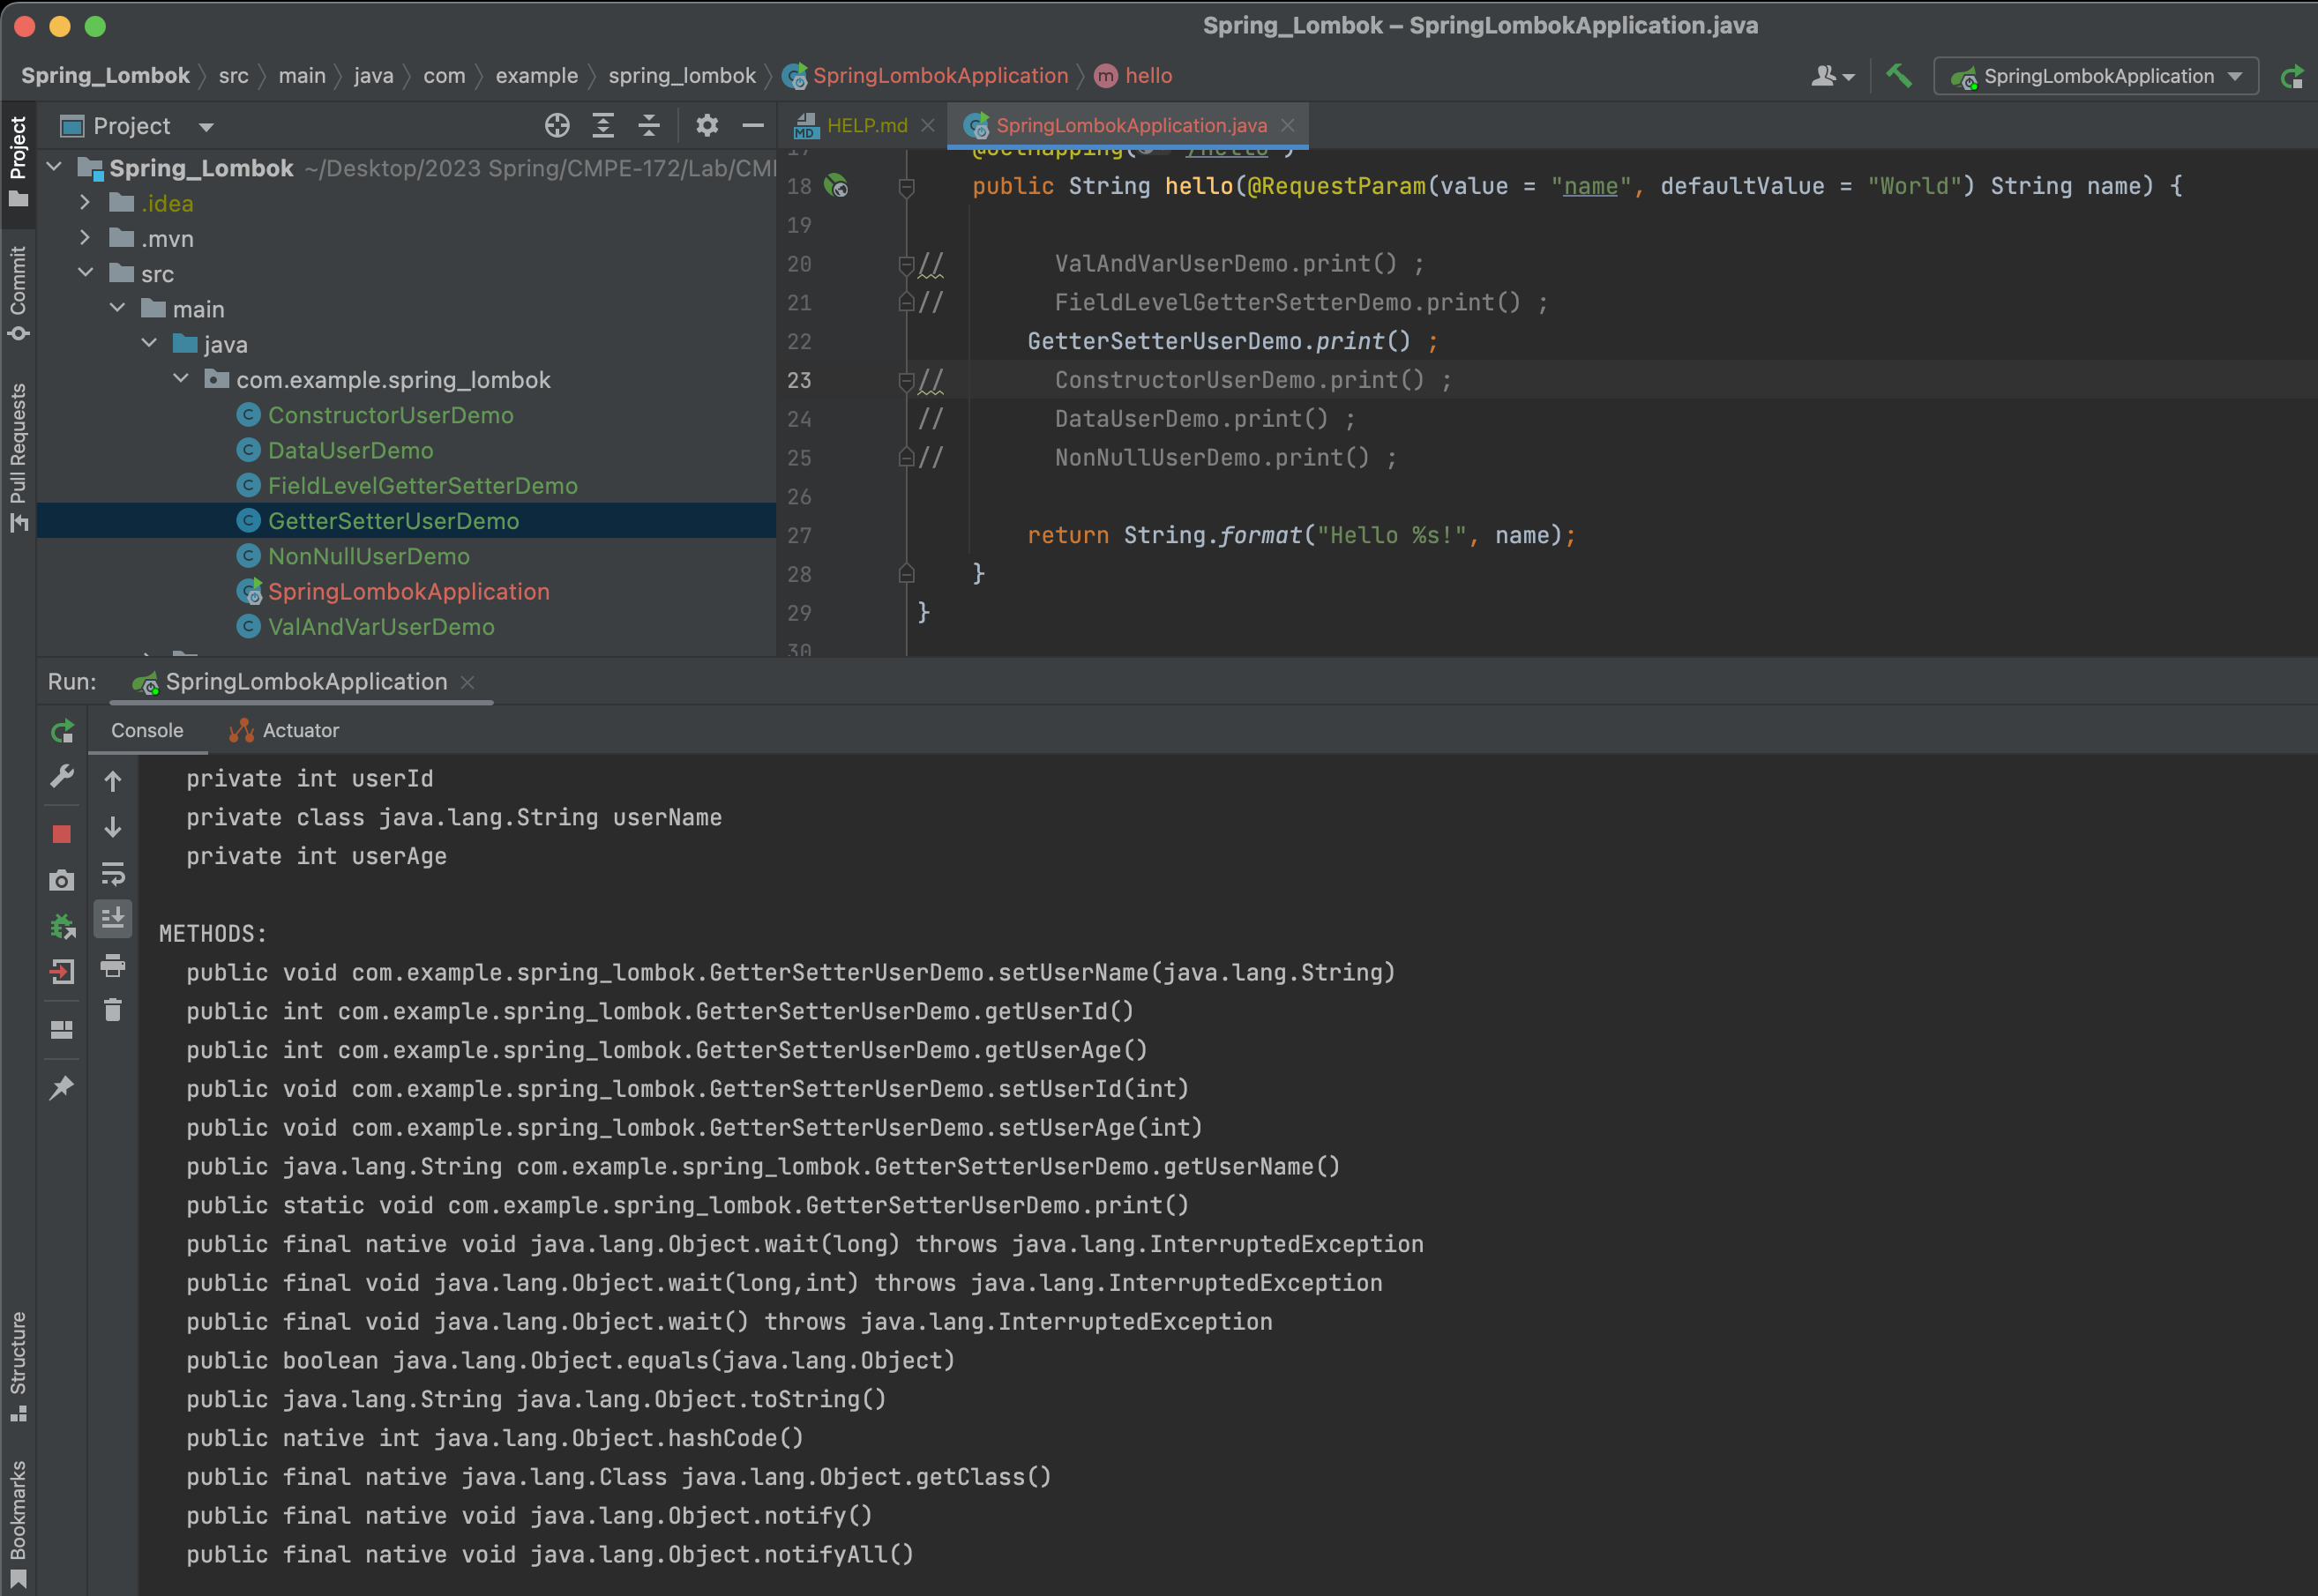 Spring_Lombok – SpringLombokApplication.java
Spring_Lombok src main java com example spring_lombok SpringLombokApplication m hello
SpringLombokApplication
Project
Commit
Pull Requests
Structure
Bookmarks
Project
Spring_Lombok ~/Desktop/2023 Spring/CMPE-172/Lab/CMI
.idea
.mvn
src
main
java
com.example.spring_lombok
C ConstructorUserDemo
C DataUserDemo
C FieldLevelGetterSetterDemo
C GetterSetterUserDemo
C NonNullUserDemo
SpringLombokApplication
C ValAndVarUserDemo
MD HELP.md
SpringLombokApplication.java
17 @GetMapping( "/hello")
18 public String hello(@RequestParam(value = "name", defaultValue = "World") String name) {
19
20 // ValAndVarUserDemo.print() ;
21 // FieldLevelGetterSetterDemo.print() ;
22 GetterSetterUserDemo.print() ;
23 // ConstructorUserDemo.print() ;
24 // DataUserDemo.print() ;
25 // NonNullUserDemo.print() ;
26
27 return String.format("Hello %s!", name);
28 }
29 }
30
Run: SpringLombokApplication
Console Actuator
private int userId
private class java.lang.String userName
private int userAge
METHODS:
public void com.example.spring_lombok.GetterSetterUserDemo.setUserName(java.lang.String)
public int com.example.spring_lombok.GetterSetterUserDemo.getUserId()
public int com.example.spring_lombok.GetterSetterUserDemo.getUserAge()
public void com.example.spring_lombok.GetterSetterUserDemo.setUserId(int)
public void com.example.spring_lombok.GetterSetterUserDemo.setUserAge(int)
public java.lang.String com.example.spring_lombok.GetterSetterUserDemo.getUserName()
public static void com.example.spring_lombok.GetterSetterUserDemo.print()
public final native void java.lang.Object.wait(long) throws java.lang.InterruptedException
public final void java.lang.Object.wait(long,int) throws java.lang.InterruptedException
public final void java.lang.Object.wait() throws java.lang.InterruptedException
public boolean java.lang.Object.equals(java.lang.Object)
public java.lang.String java.lang.Object.toString()
public native int java.lang.Object.hashCode()
public final native java.lang.Class java.lang.Object.getClass()
public final native void java.lang.Object.notify()
public final native void java.lang.Object.notifyAll()